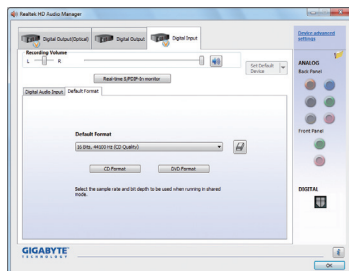 Realtek HD Audio Manager
Digital Output(Optical)
Digital Output
Digital Input
Device advanced settings
Recording Volume
L
R
Set Default Device
Real-time S/PDIF-In monitor
Digital Audio Input
Default Format
Default Format
16 Bits, 44100 Hz (CD Quality)
CD Format
DVD Format
Select the sample rate and bit depth to be used when running in shared
mode.
ANALOG
Back Panel
Front Panel
DIGITAL
GIGABYTE
TECHNOLOGY
OK